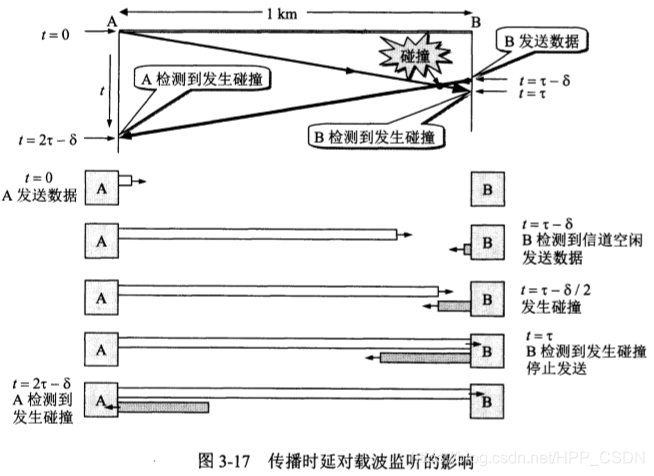 A
1 km
B
t=0
B 发送数据
碰撞
t
A 检测到发生碰撞
t=τ−δ
t=τ
B 检测到发生碰撞
t=2τ−δ
t=0
A 发送数据
A
B
A
B
t=τ−δ
B 检测到信道空闲
发送数据
A
B
t=τ−δ/2
发生碰撞
A
B
t=τ
B 检测到发生碰撞
停止发送
t=2τ−δ
A 检测到
发生碰撞
A
B
图 3-17 传播时延对载波监听的影响
blog.csdn.net/HPP_CSDN